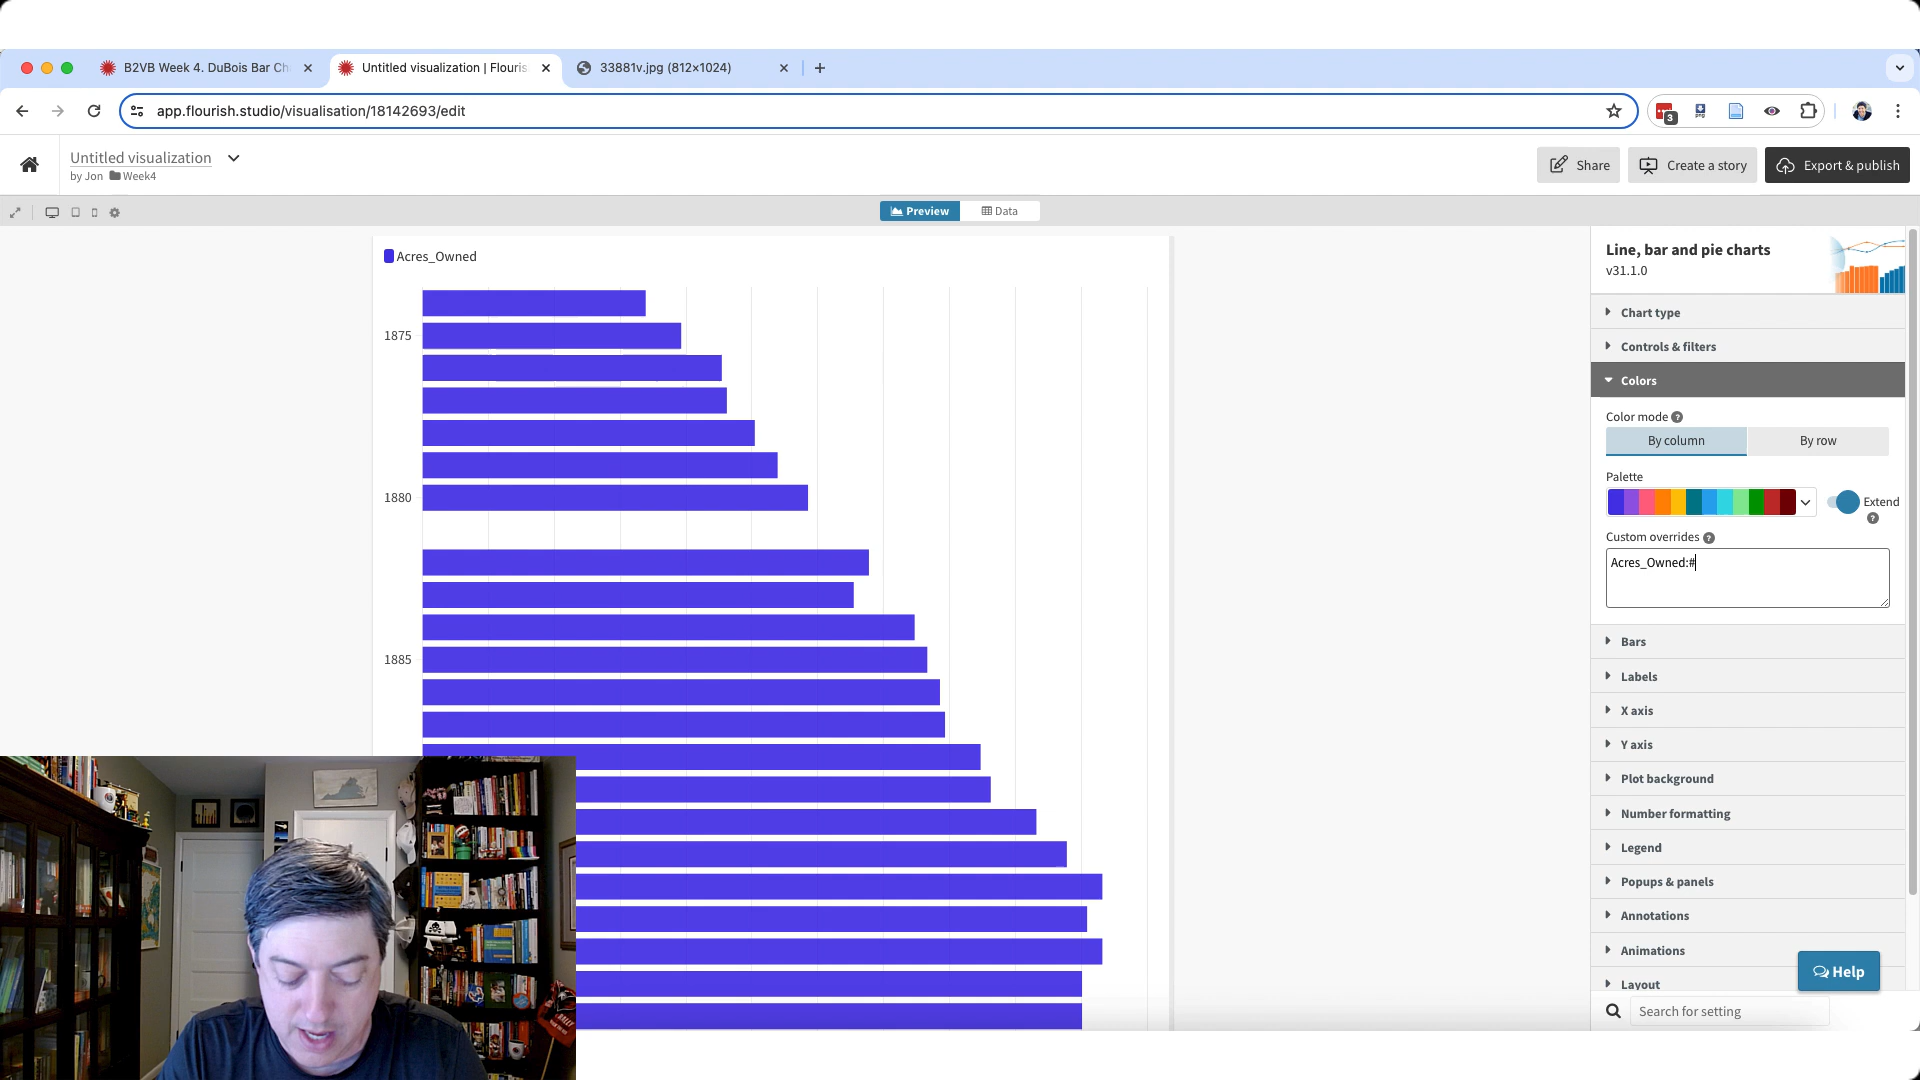 B2VB Week 4. DuBois Bar Ch
Untitled visualization | Flouris
33881v.jpg (812×1024)
app.flourish.studio/visualisation/18142693/edit
3
png
Untitled visualization
by Jon Week4
Share
Create a story
Export & publish
Preview
Data
Acres_Owned
1875
1880
1885
Line, bar and pie charts
v31.1.0
Chart type
Controls & filters
Colors
Color mode ?
By column
By row
Palette
Extend
?
Custom overrides ?
Acres_Owned:#
Bars
Labels
X axis
Y axis
Plot background
Number formatting
Legend
Popups & panels
Annotations
Animations
Layout
Help
Search for setting